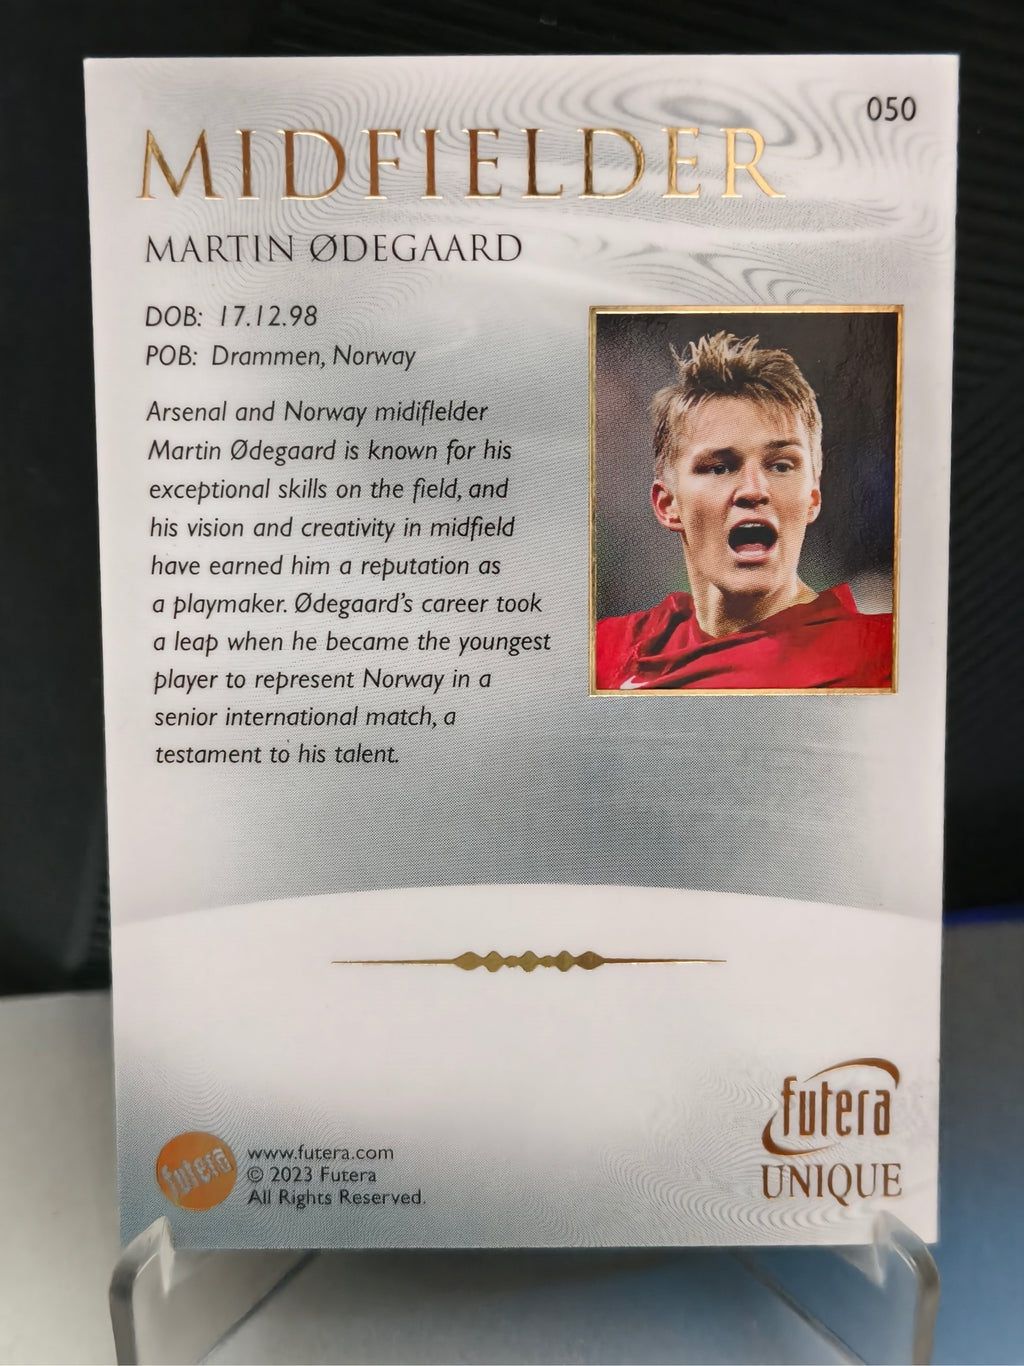 050
MIDFIELDER
MARTIN ØDEGAARD
DOB: 17.12.98
POB: Drammen, Norway
Arsenal and Norway midiflelder
Martin Ødegaard is known for his
exceptional skills on the field, and
his vision and creativity in midfield
have earned him a reputation as
a playmaker. Ødegaard's career took
a leap when he became the youngest
player to represent Norway in a
senior international match, a
testament to his talent.
futera
UNIQUE
futera
www.futera.com
© 2023 Futera
All Rights Reserved.